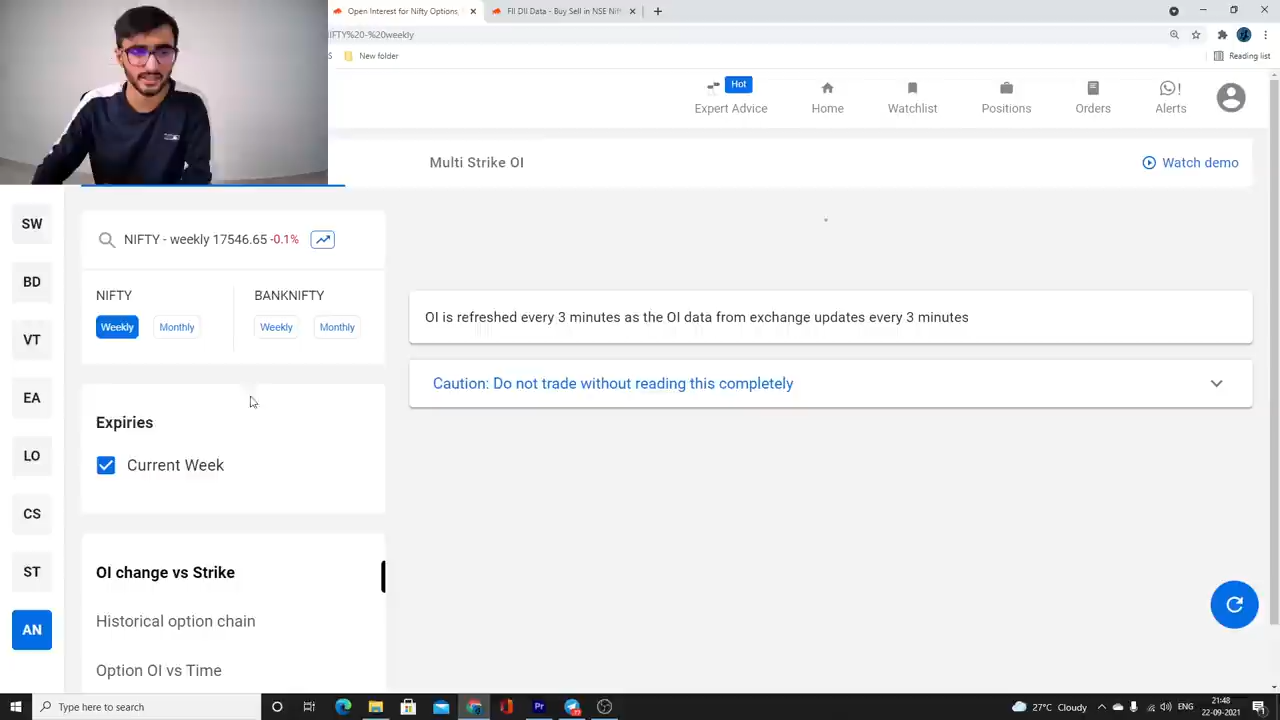 Open Interest for Nifty Options,
FII DII Data - Buy Sell in NSE Nif
IFTY%20-%20weekly
S
New folder
Reading list
Hot
Expert Advice
Home
Watchlist
Positions
Orders
!
Alerts
Multi Strike OI
Watch demo
SW
BD
VT
EA
LO
CS
ST
AN
NIFTY - weekly 17546.65 -0.1%
NIFTY
BANKNIFTY
Weekly
Monthly
Weekly
Monthly
Expiries
Current Week
OI change vs Strike
Historical option chain
Option OI vs Time
OI is refreshed every 3 minutes as the OI data from exchange updates every 3 minutes
Caution: Do not trade without reading this completely
Type here to search
Pr
27°C Cloudy
ENG
21:48
22-09-2021